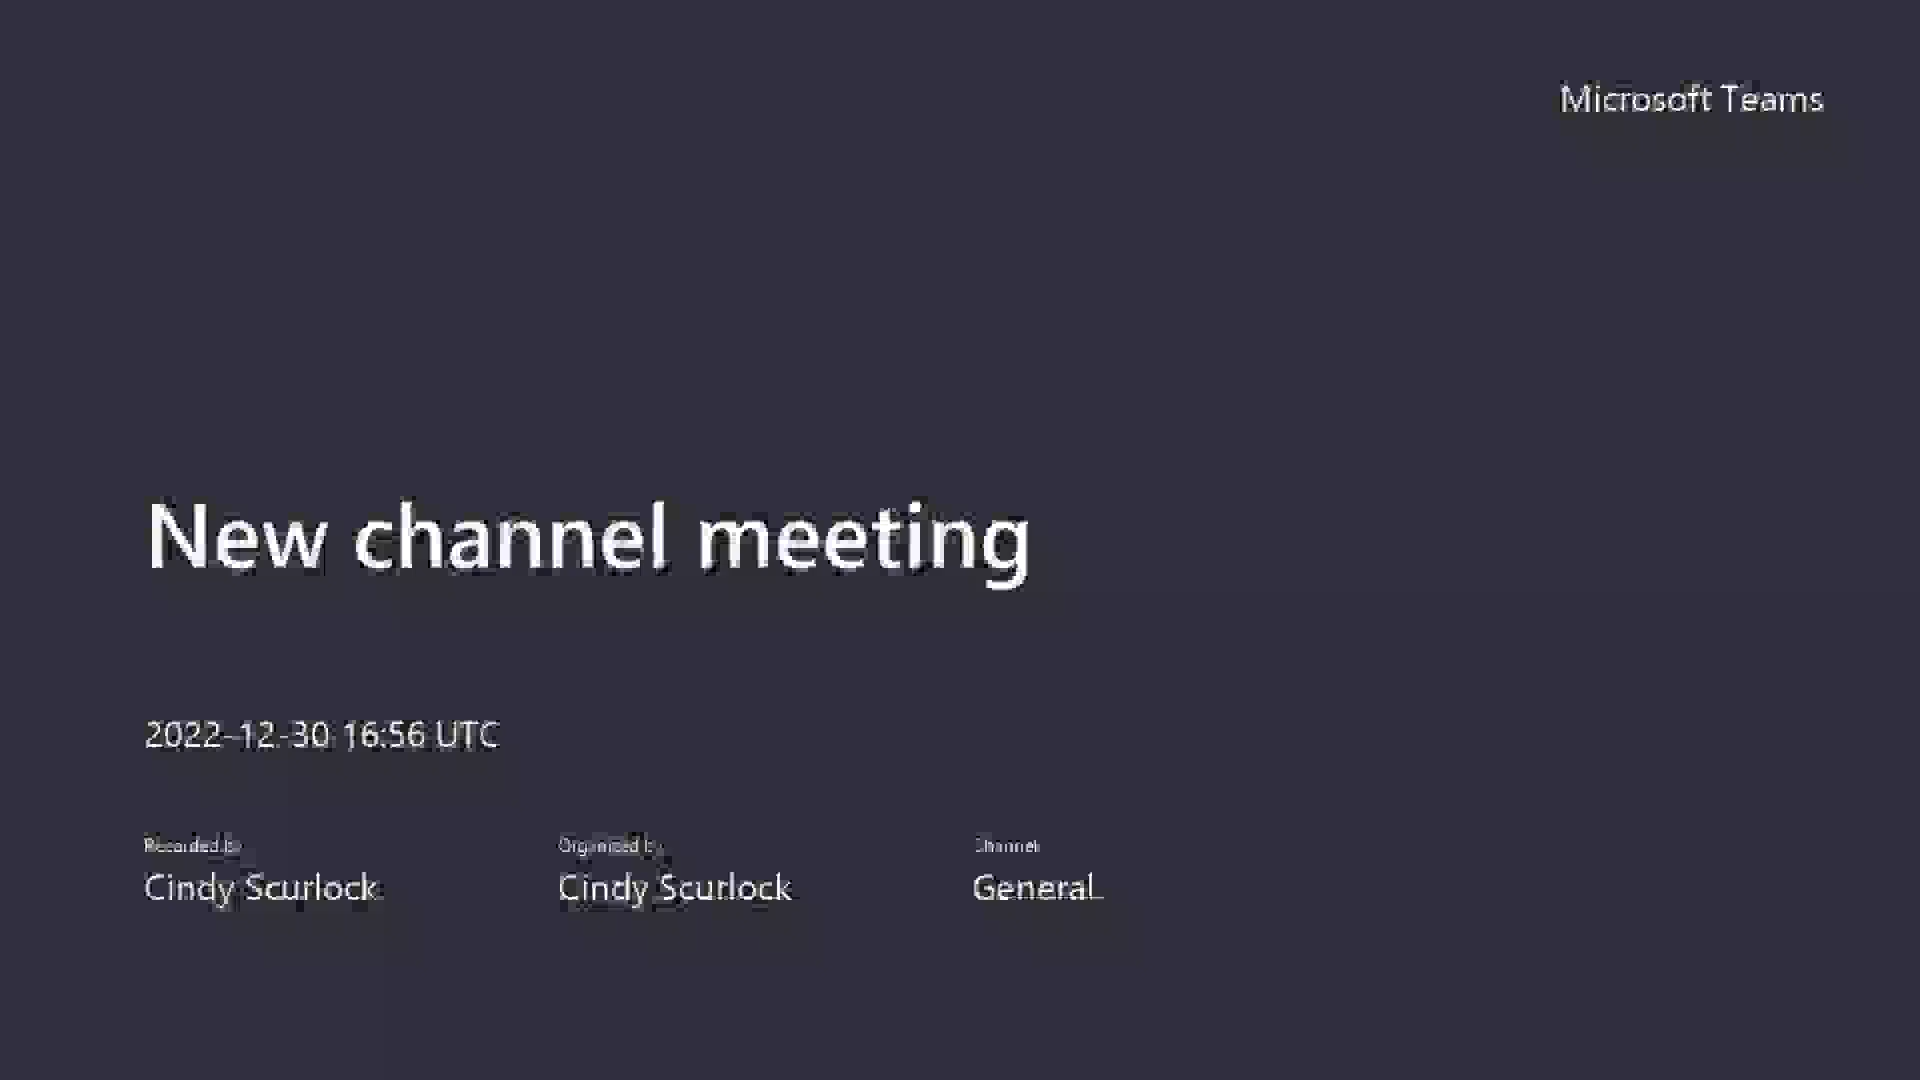 Microsoft Teams
New channel meeting
2022-12-30 16:56 UTC
Recorded by
Organized by
Channel
Cindy Scurlock
Cindy Scurlock
General